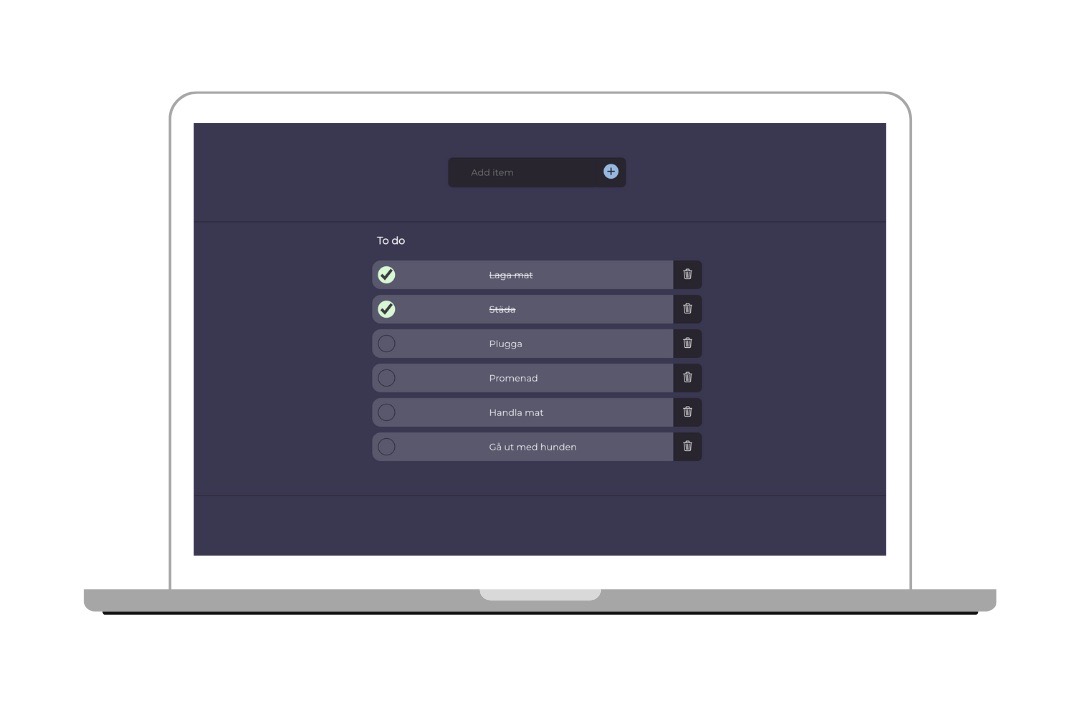 Add item
To do
Laga mat
Städa
Plugga
Promenad
Handla mat
Gå ut med hunden